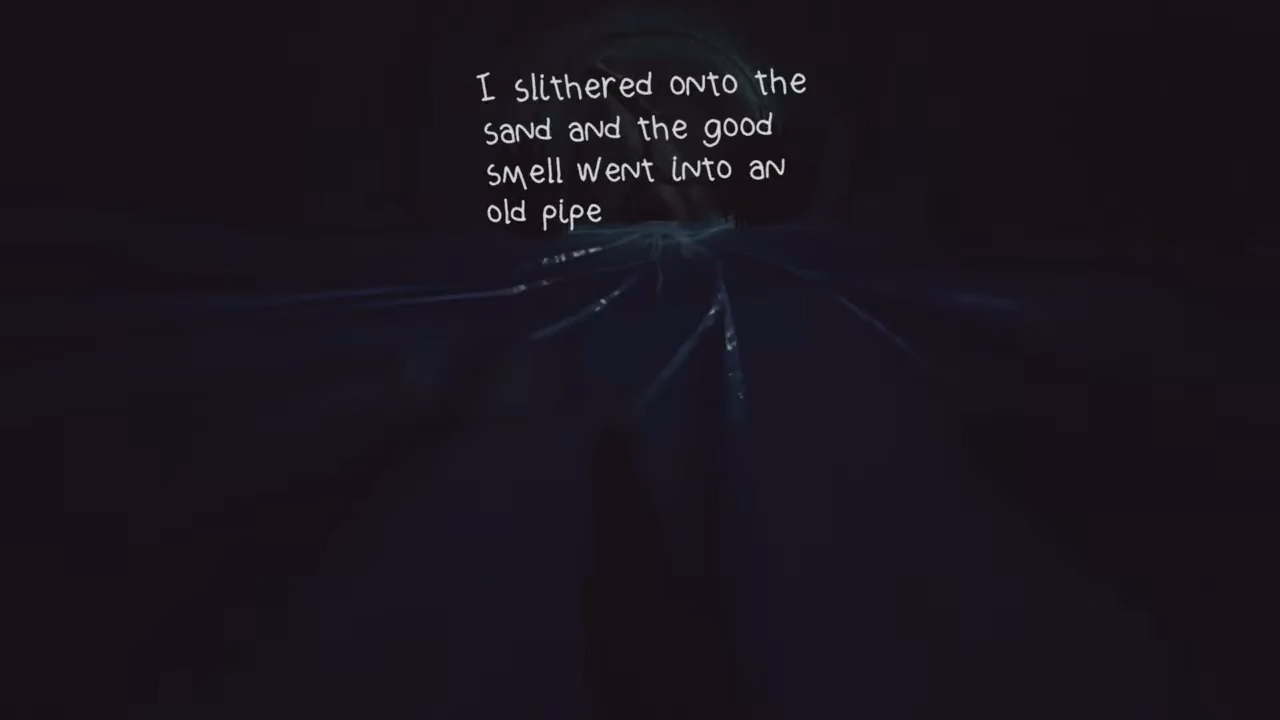 I slithered onto the
sand and the good
smell went into an
old pipe